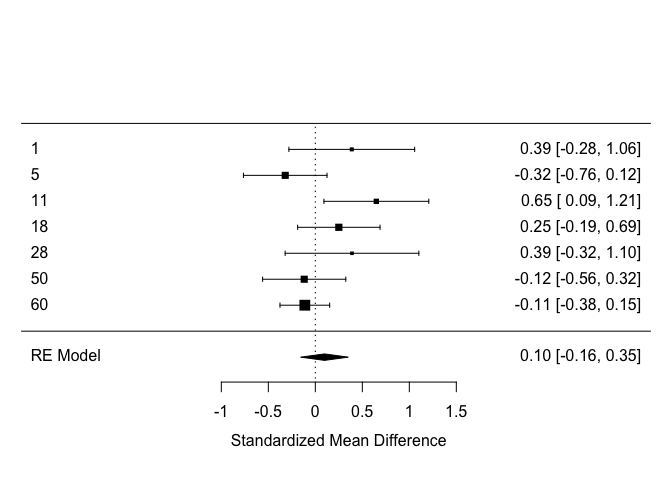 1 0.39 [-0.28, 1.06]
5 -0.32 [-0.76, 0.12]
11 0.65 [ 0.09, 1.21]
18 0.25 [-0.19, 0.69]
28 0.39 [-0.32, 1.10]
50 -0.12 [-0.56, 0.32]
60 -0.11 [-0.38, 0.15]
RE Model 0.10 [-0.16, 0.35]
-1 -0.5 0 0.5 1 1.5
Standardized Mean Difference